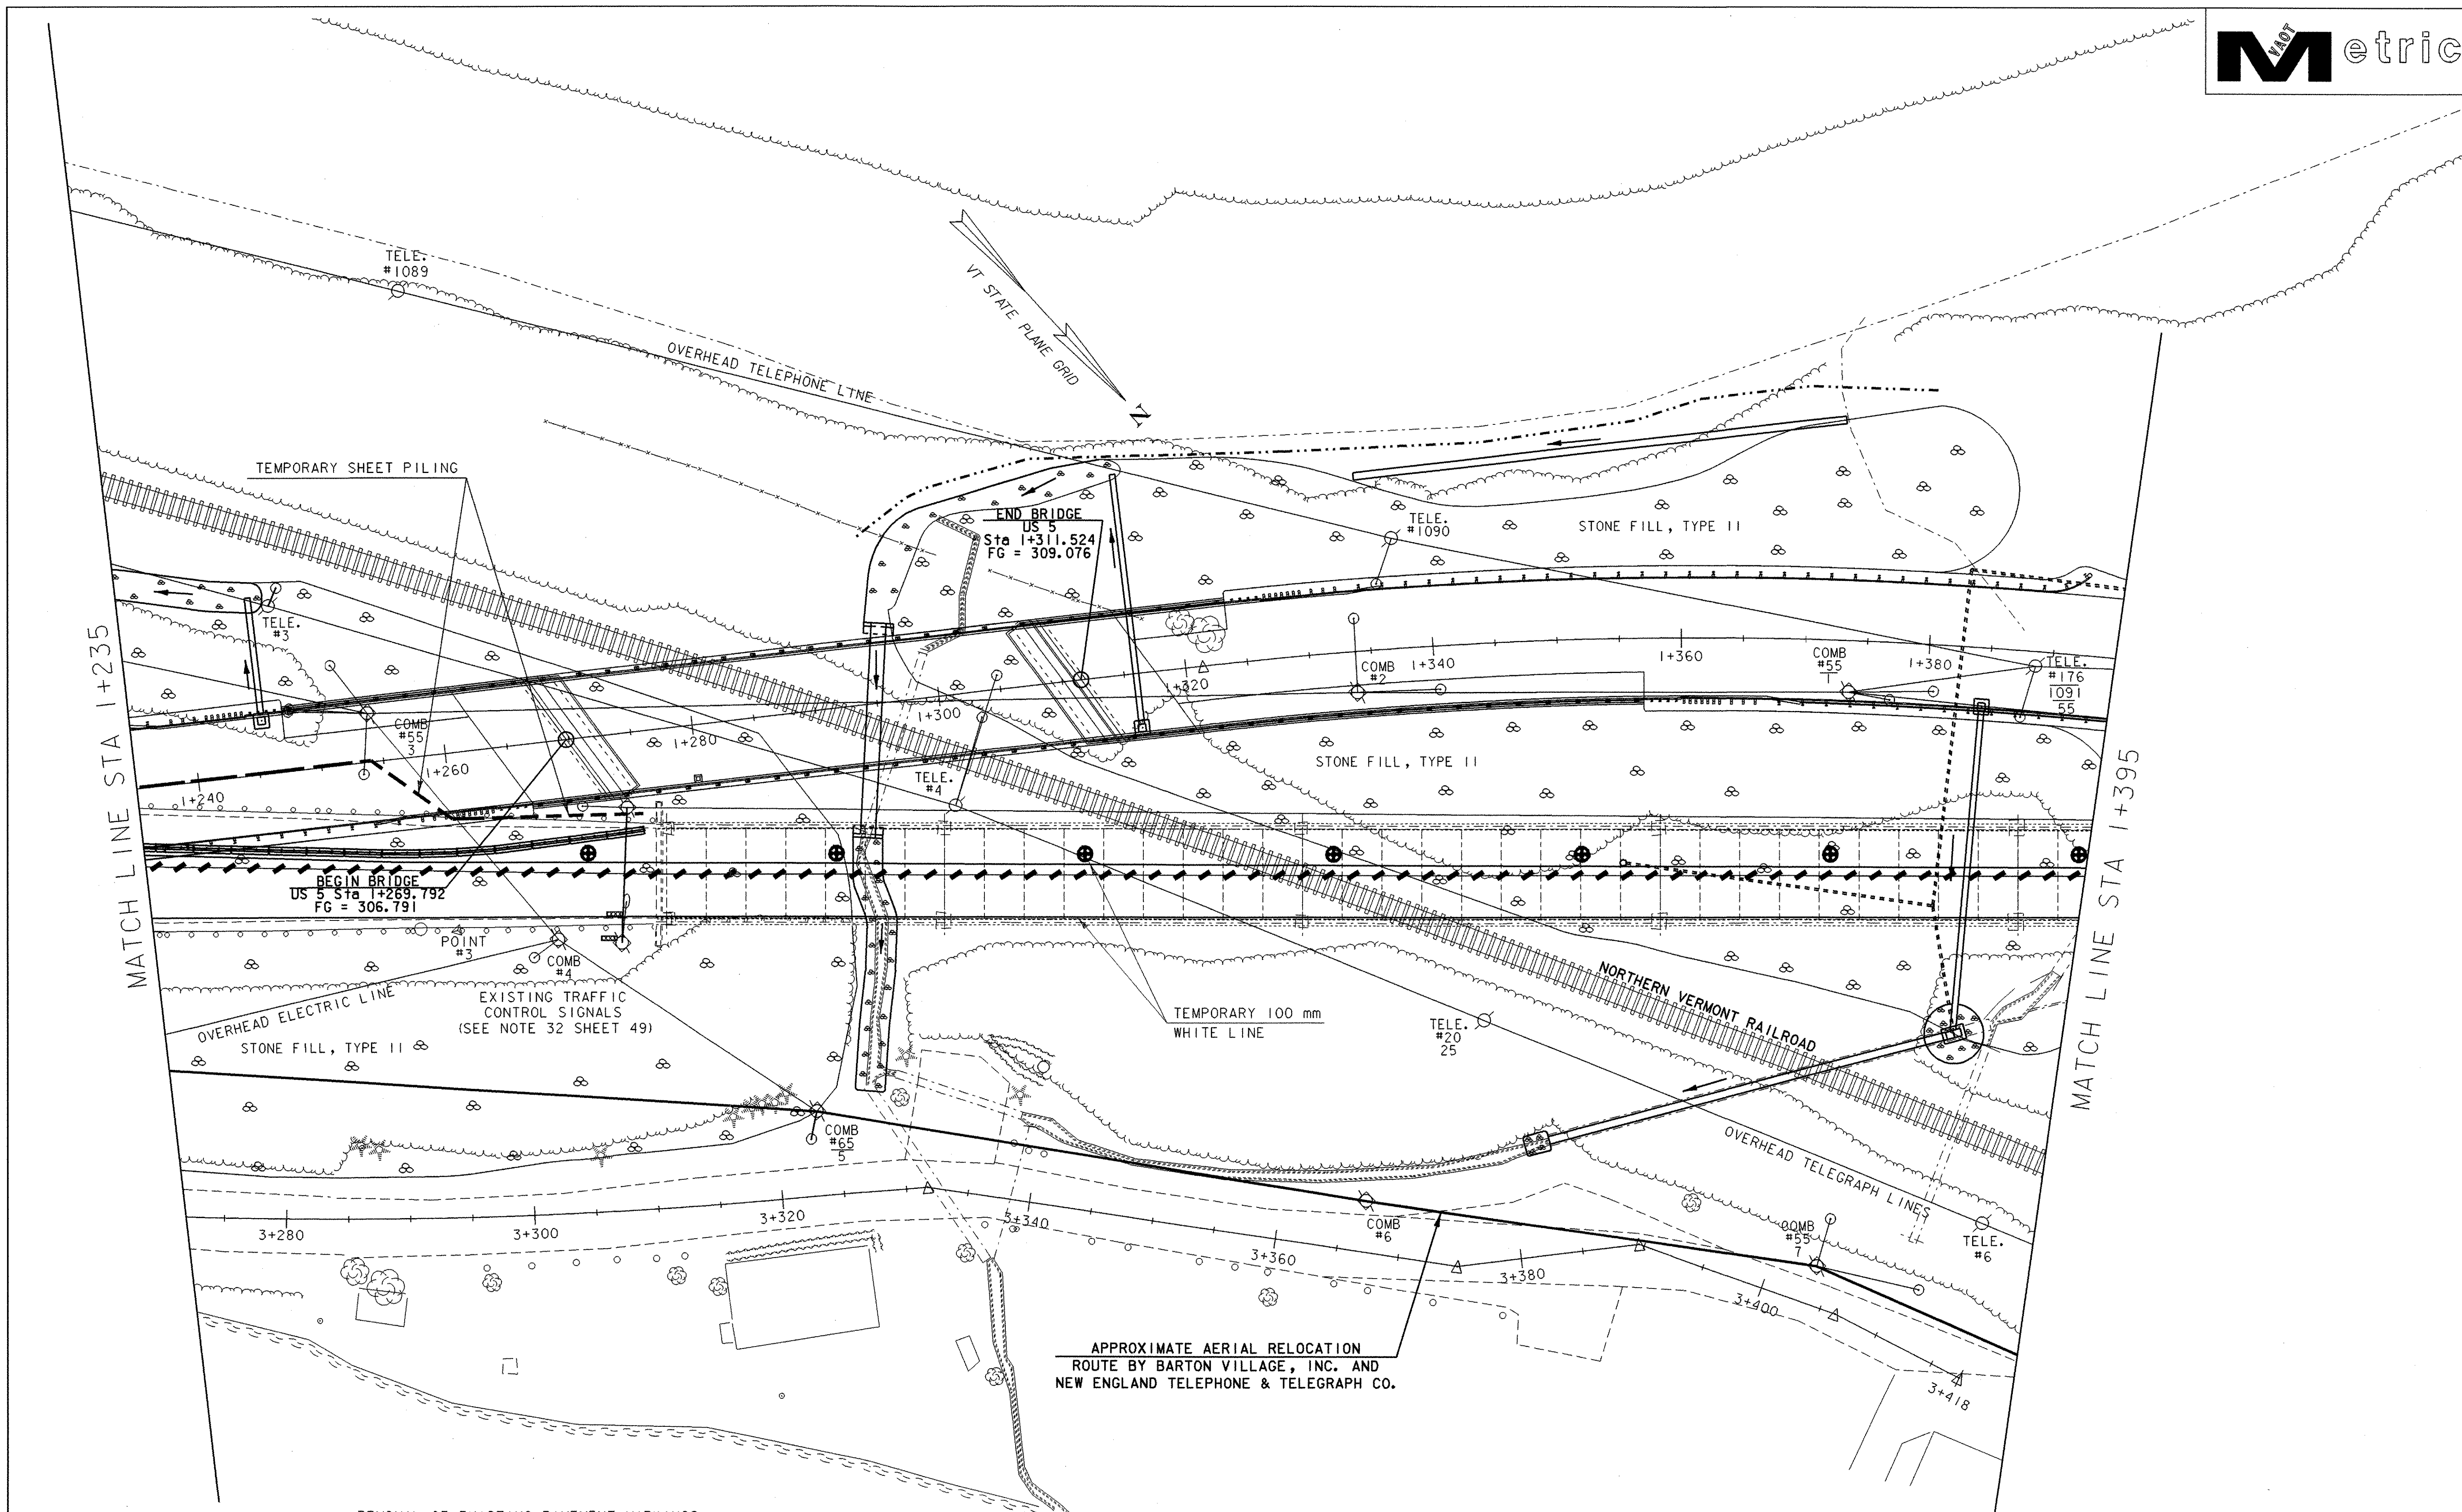 VAOT
Metric
TELE.
#1089
OVERHEAD TELEPHONE LINE
VT STATE PLANE GRID
N
TEMPORARY SHEET PILING
END BRIDGE
US 5
Sta 1+311.524
FG = 309.076
TELE.
#1090
STONE FILL, TYPE II
MATCH LINE STA 1+235
TELE.
#3
COMB
#55
3
1+240
1+260
1+280
1+300
1+320
1+340
1+360
1+380
COMB
#2
COMB
#55
1
TELE.
#176
1091
55
TELE.
#4
STONE FILL, TYPE II
BEGIN BRIDGE
US 5 Sta 1+269.792
FG = 306.791
POINT
#3
COMB
#4
OVERHEAD ELECTRIC LINE
EXISTING TRAFFIC
CONTROL SIGNALS
(SEE NOTE 32 SHEET 49)
STONE FILL, TYPE II
TEMPORARY 100 mm
WHITE LINE
TELE.
#20
25
NORTHERN VERMONT RAILROAD
MATCH LINE STA 1+395
COMB
#65
5
OVERHEAD TELEGRAPH LINES
COMB
#6
COMB
#55
7
TELE.
#6
3+280
3+300
3+320
3+340
3+360
3+380
3+400
3+418
APPROXIMATE AERIAL RELOCATION
ROUTE BY BARTON VILLAGE, INC. AND
NEW ENGLAND TELEPHONE & TELEGRAPH CO.